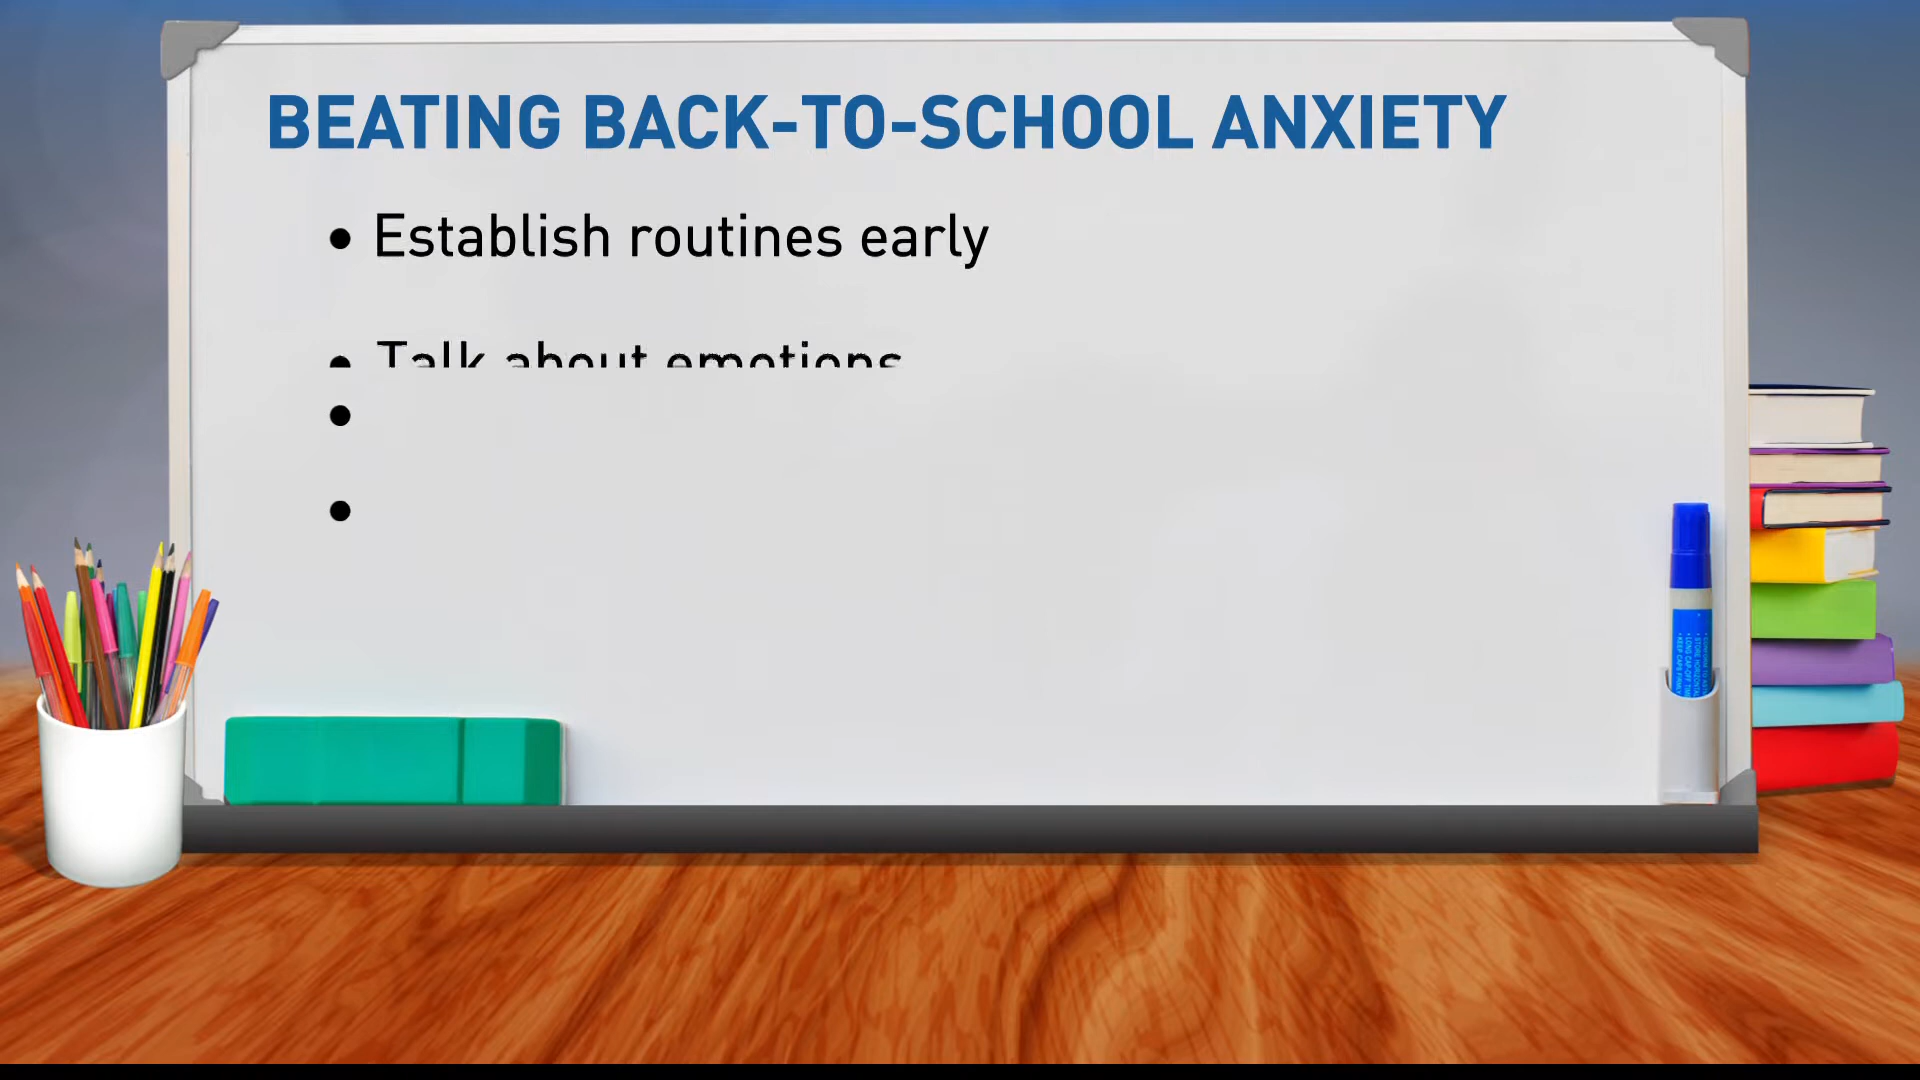 BEATING BACK-TO-SCHOOL ANXIETY
• Establish routines early
• Talk about emotions
•
•